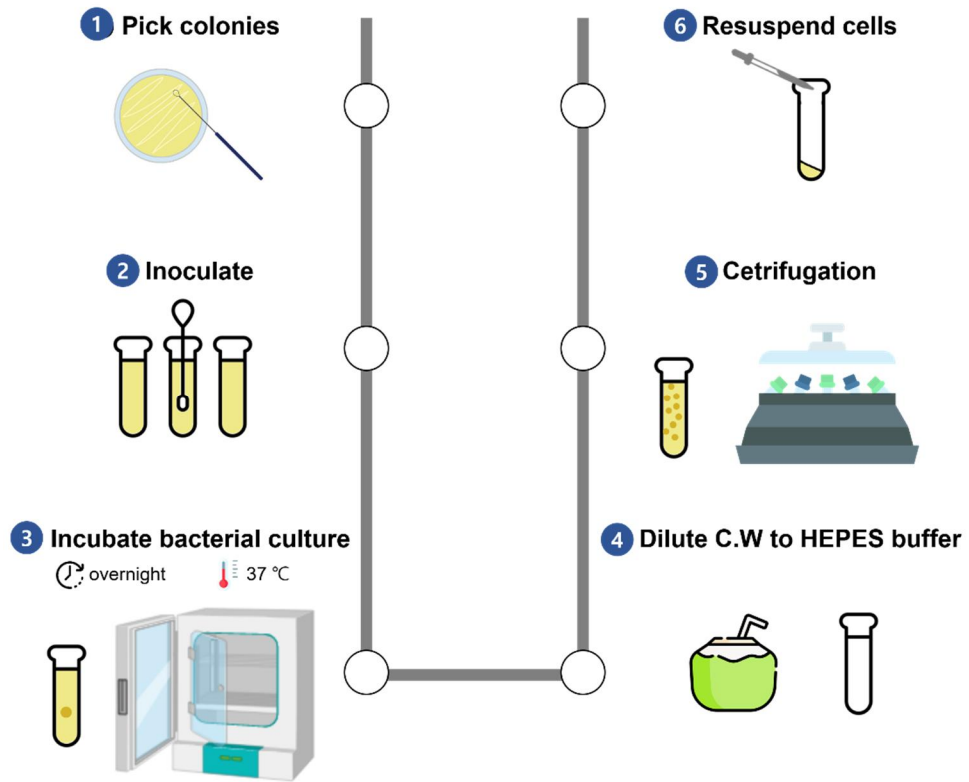 1 Pick colonies
2 Inoculate
3 Incubate bacterial culture
overnight 37 ℃
4 Dilute C.W to HEPES buffer
5 Cetrifugation
6 Resuspend cells